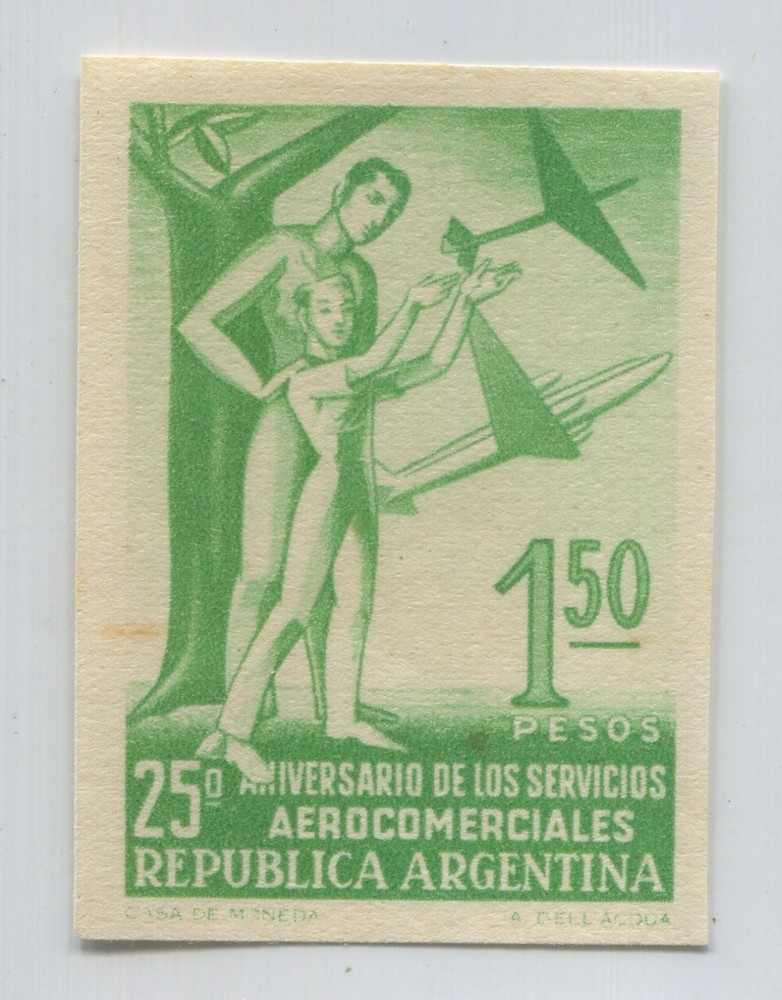 1 50
PESOS
25º ANIVERSARIO DE LOS SERVICIOS
AEROCOMERCIALES
REPUBLICA ARGENTINA
CASA DE MONEDA A. DELL'ACQUA